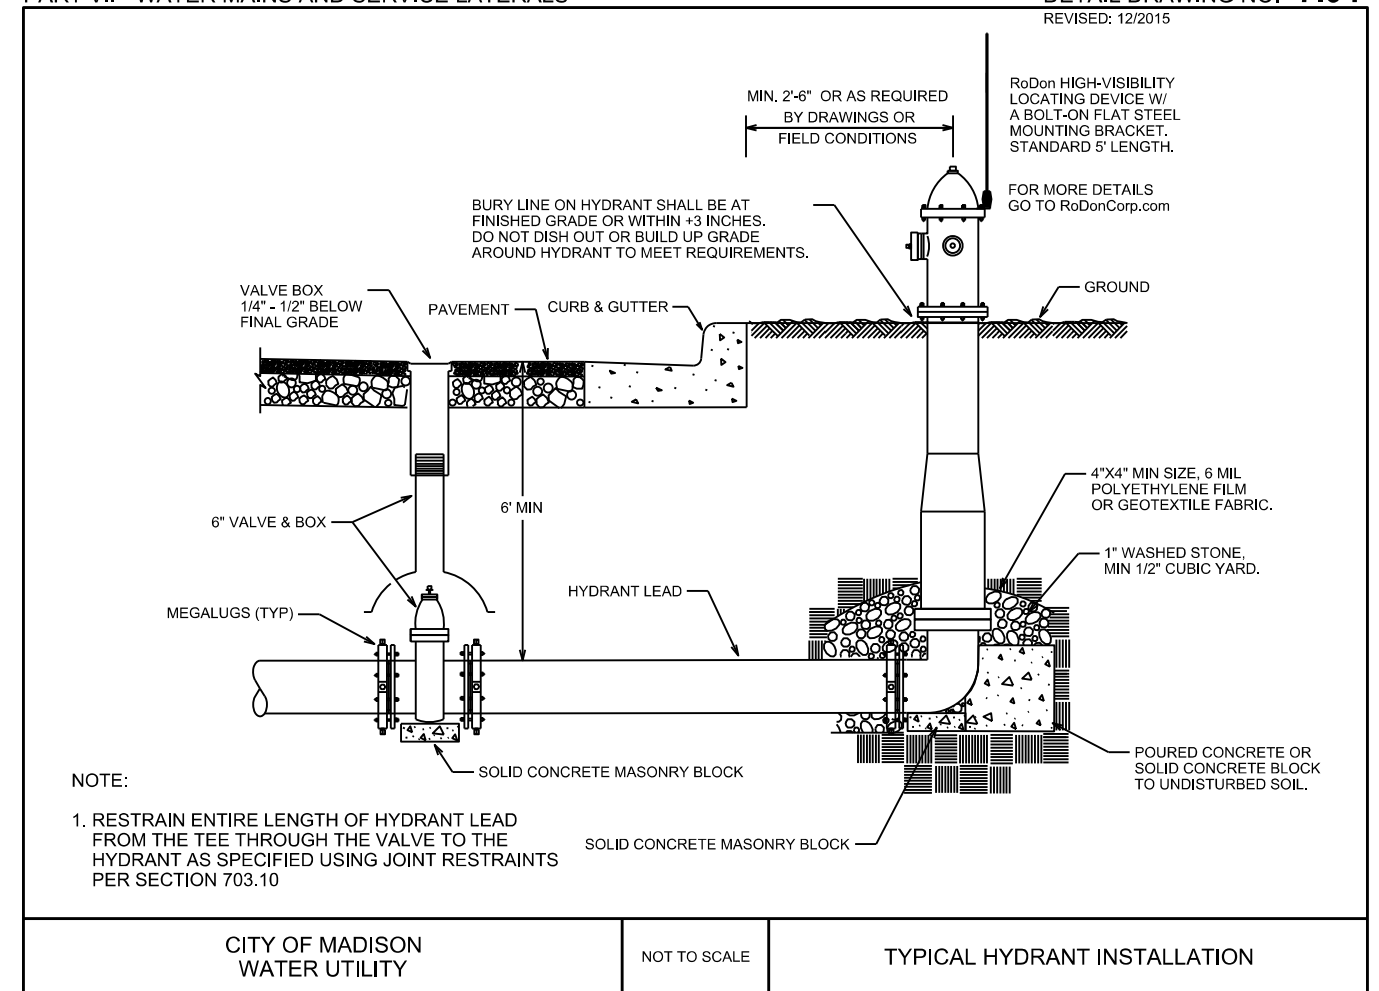 REVISED: 12/2015
RoDon HIGH-VISIBILITY
LOCATING DEVICE W/
A BOLT-ON FLAT STEEL
MOUNTING BRACKET.
STANDARD 5' LENGTH.
FOR MORE DETAILS
GO TO RoDonCorp.com
MIN. 2'-6" OR AS REQUIRED
BY DRAWINGS OR
FIELD CONDITIONS
BURY LINE ON HYDRANT SHALL BE AT
FINISHED GRADE OR WITHIN +3 INCHES.
DO NOT DISH OUT OR BUILD UP GRADE
AROUND HYDRANT TO MEET REQUIREMENTS.
VALVE BOX
1/4" - 1/2" BELOW
FINAL GRADE
PAVEMENT
CURB & GUTTER
GROUND
6' MIN
6" VALVE & BOX
4"X4" MIN SIZE, 6 MIL
POLYETHYLENE FILM
OR GEOTEXTILE FABRIC.
1" WASHED STONE,
MIN 1/2" CUBIC YARD.
HYDRANT LEAD
MEGALUGS (TYP)
SOLID CONCRETE MASONRY BLOCK
POURED CONCRETE OR
SOLID CONCRETE BLOCK
TO UNDISTURBED SOIL.
SOLID CONCRETE MASONRY BLOCK
NOTE:
1. RESTRAIN ENTIRE LENGTH OF HYDRANT LEAD
FROM THE TEE THROUGH THE VALVE TO THE
HYDRANT AS SPECIFIED USING JOINT RESTRAINTS
PER SECTION 703.10
CITY OF MADISON
WATER UTILITY
NOT TO SCALE
TYPICAL HYDRANT INSTALLATION